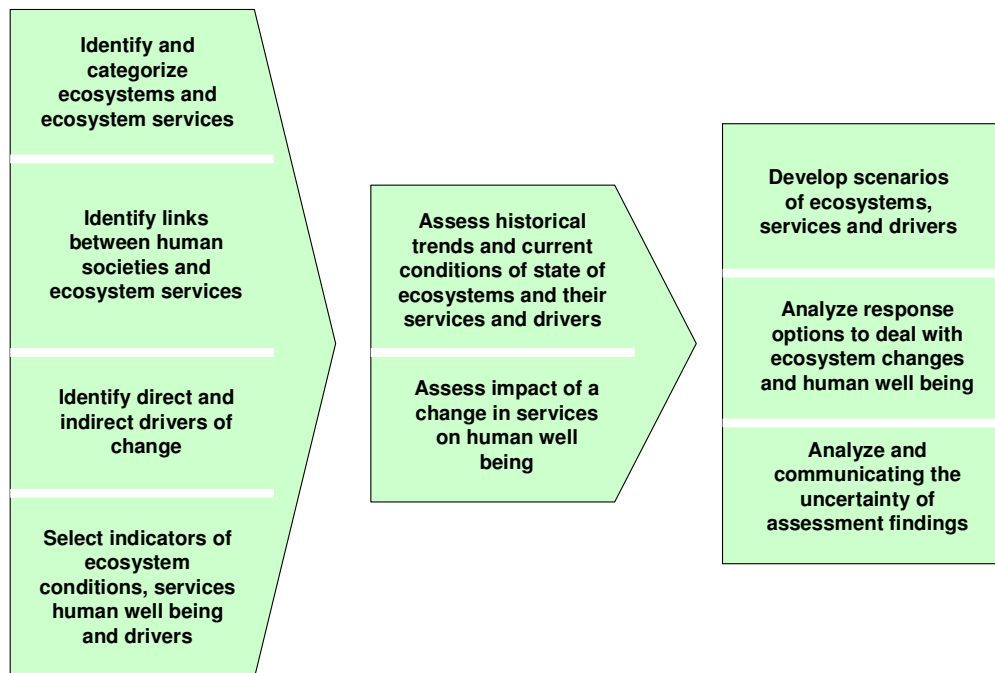 Identify and
categorize
ecosystems and
ecosystem services
Identify links
between human
societies and
ecosystem services
Identify direct and
indirect drivers of
change
Select indicators of
ecosystem
conditions, services
human well being
and drivers
Assess historical
trends and current
conditions of state of
ecosystems and their
services and drivers
Assess impact of a
change in services
on human well
being
Develop scenarios
of ecosystems,
services and drivers
Analyze response
options to deal with
ecosystem changes
and human well being
Analyze and
communicating the
uncertainty of
assessment findings